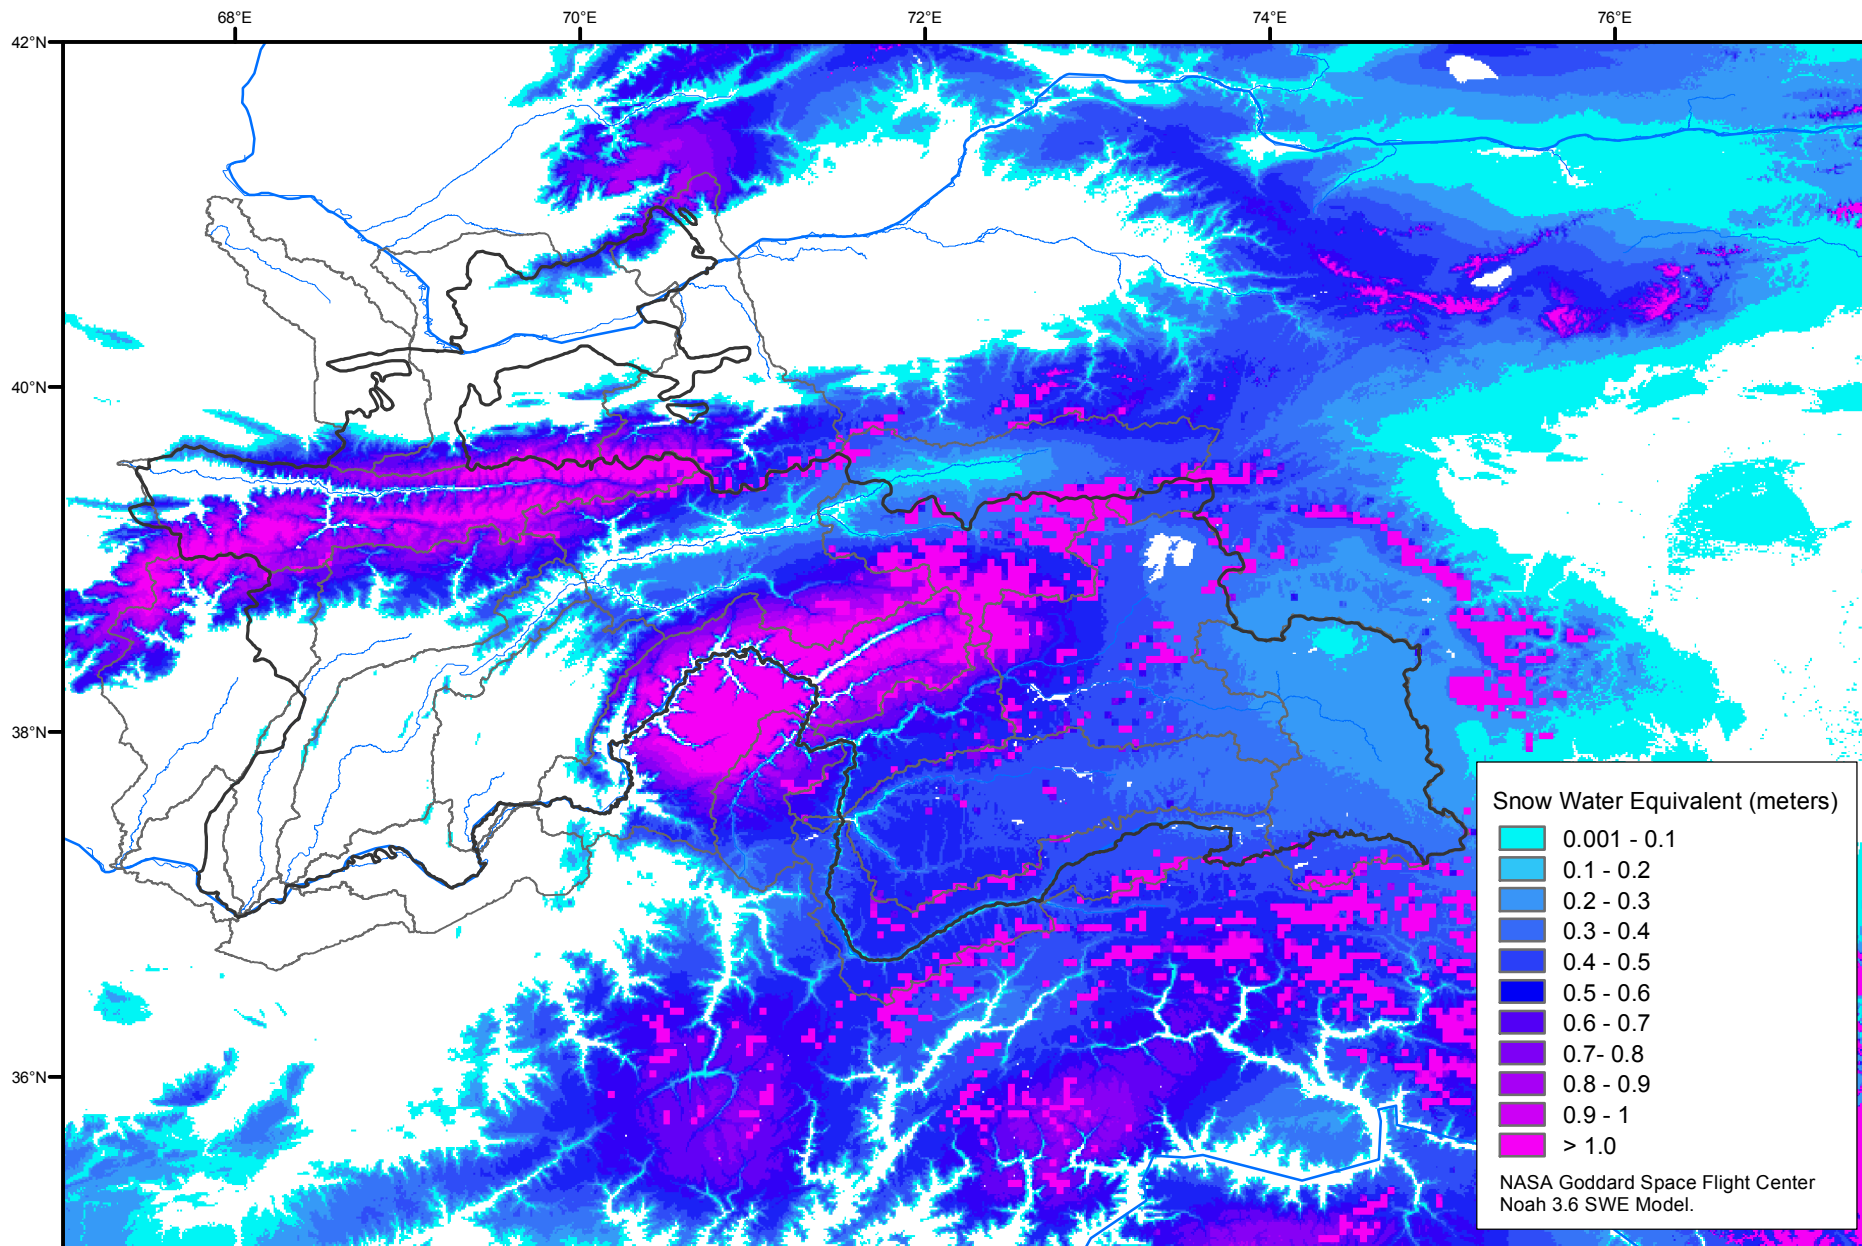 68°E
70°E
72°E
74°E
76°E
42°N
40°N
38°N
36°N
Snow Water Equivalent (meters)
0.001 - 0.1
0.1 - 0.2
0.2 - 0.3
0.3 - 0.4
0.4 - 0.5
0.5 - 0.6
0.6 - 0.7
0.7- 0.8
0.8 - 0.9
0.9 - 1
> 1.0
NASA Goddard Space Flight Center
Noah 3.6 SWE Model.